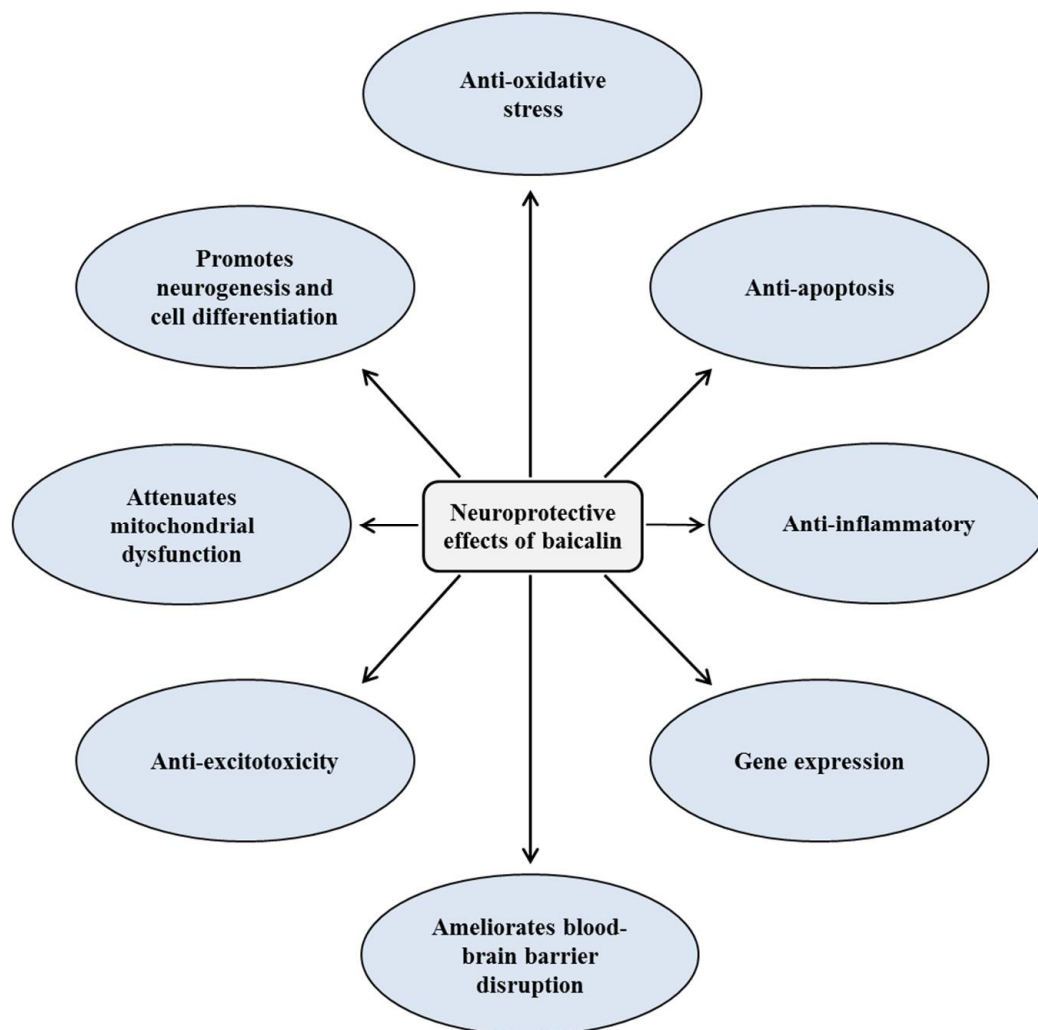 Anti-oxidative
stress
Promotes
neurogenesis and
cell differentiation
Anti-apoptosis
Attenuates
mitochondrial
dysfunction
Neuroprotective
effects of baicalin
Anti-inflammatory
Anti-excitotoxicity
Gene expression
Ameliorates blood-
brain barrier
disruption